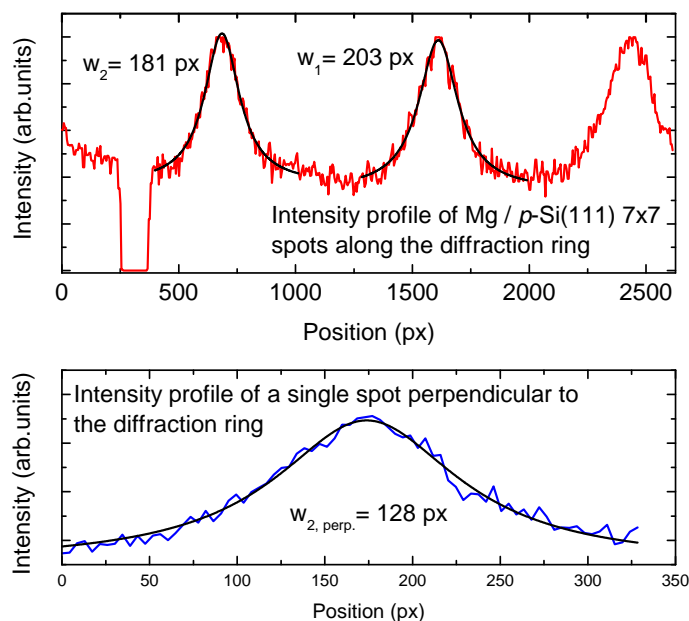 Intensity (arb.units)
w2= 181 px
w1= 203 px
Intensity profile of Mg / p-Si(111) 7x7
spots along the diffraction ring
0 500 1000 1500 2000 2500
Position (px)
Intensity (arb.units)
Intensity profile of a single spot perpendicular to
the diffraction ring
w2, perp.= 128 px
0 50 100 150 200 250 300 350
Position (px)